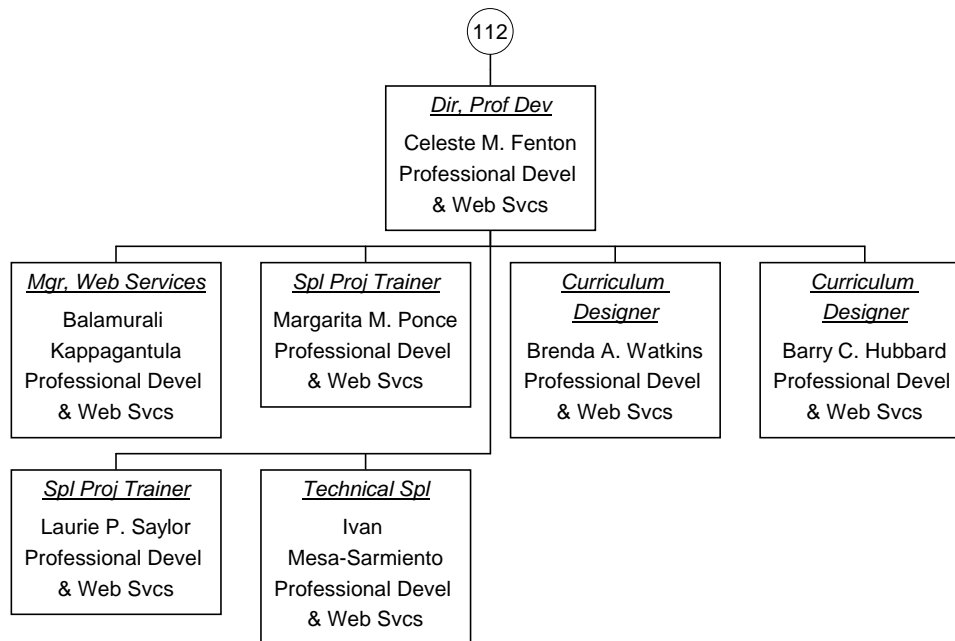 112
Dir, Prof Dev
Celeste M. Fenton
Professional Devel
& Web Svcs
Mgr, Web Services
Balamurali
Kappagantula
Professional Devel
& Web Svcs
Spl Proj Trainer
Margarita M. Ponce
Professional Devel
& Web Svcs
Curriculum
Designer
Brenda A. Watkins
Professional Devel
& Web Svcs
Curriculum
Designer
Barry C. Hubbard
Professional Devel
& Web Svcs
Spl Proj Trainer
Laurie P. Saylor
Professional Devel
& Web Svcs
Technical Spl
Ivan
Mesa-Sarmiento
Professional Devel
& Web Svcs